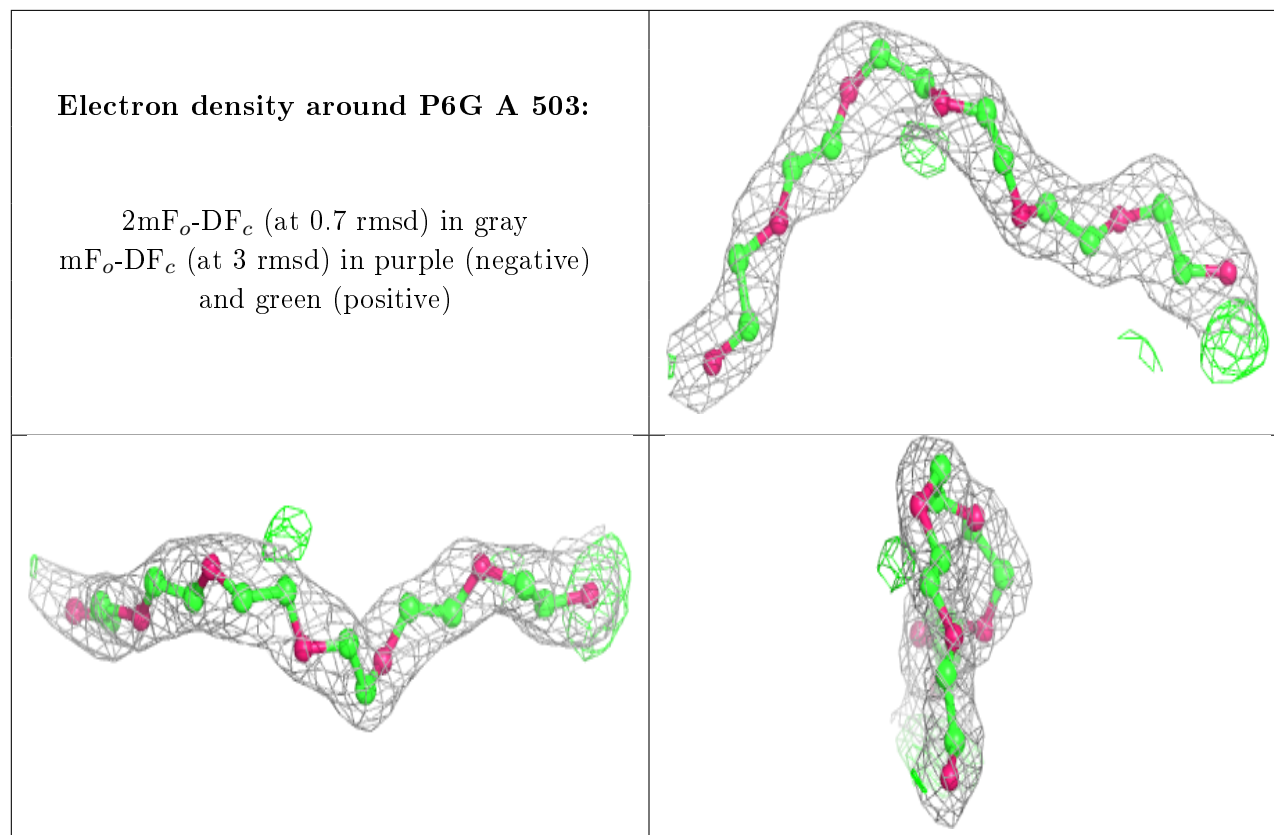 Electron density around P6G A 503:
2mFₒ-DF𝑐 (at 0.7 rmsd) in gray
mFₒ-DF𝑐 (at 3 rmsd) in purple (negative)
and green (positive)